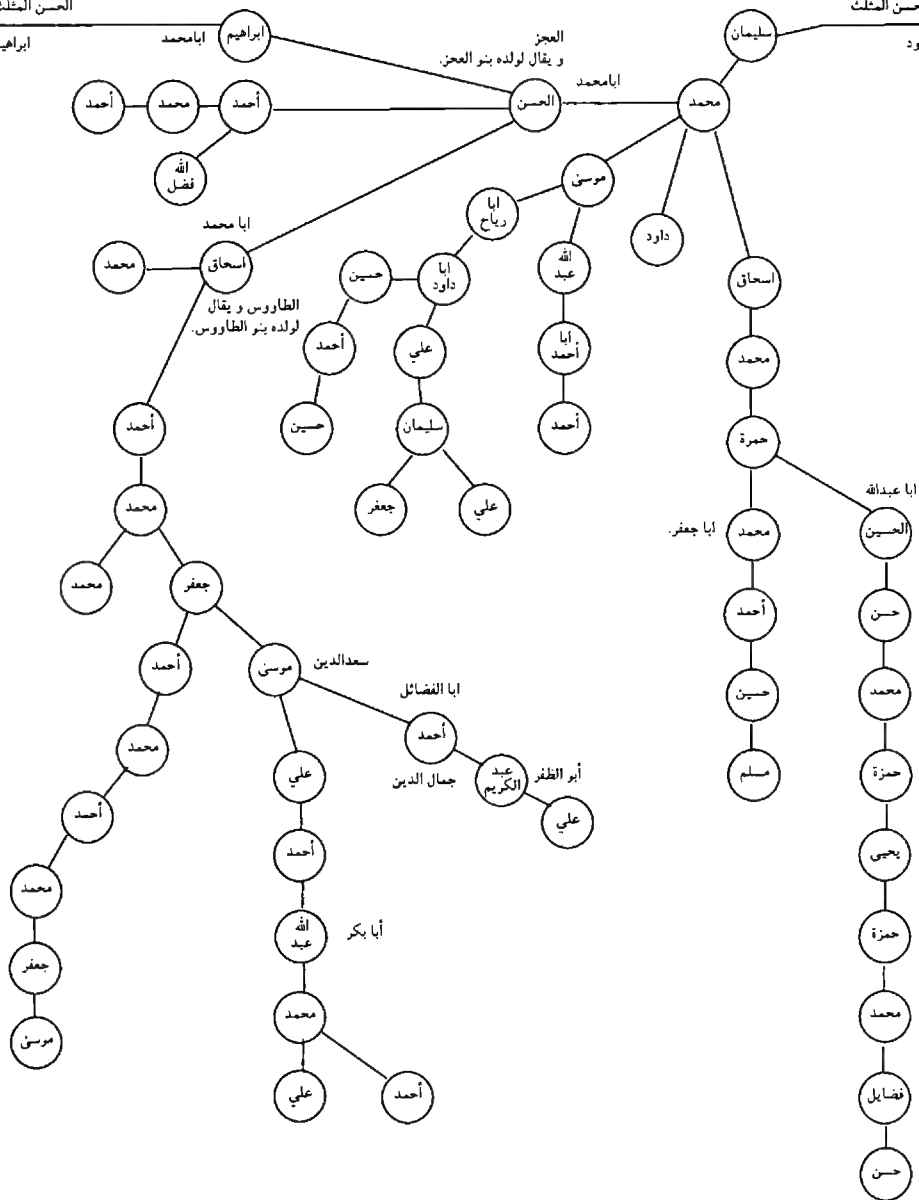 الحسن المثلث
سليمان
ابراهيم
ابامحمد
ابراهيم
العجز
و يقال لولده بنو العجز.
ابامحمد
محمد
الحسن
أحمد
محمد
أحمد
الله
فضل
موسىٰ
داود
ابا
رياح
ابا محمد
اسحاق
محمد
الطاووس و يقال
لولده بنو الطاووس.
الله
عبد
ابا
داود
حسين
اسحاق
أحمد
علي
ابا
أحمد
محمد
حسين
سليمان
أحمد
حمرة
أحمد
جعفر
علي
محمد
ابا عبدالله
الحسين
محمد
ابا جعفر.
محمد
جعفر
حسن
أحمد
سعدالدين
موسىٰ
أحمد
محمد
حسين
ابا الفضائل
أحمد
جمال الدين
عبد
الكريم
أبو الظفر
علي
محمد
علي
حمزة
مسلم
أحمد
أحمد
يحيى
محمد
الله
عبد
أبا بكر
حمزة
جعفر
محمد
محمد
موسىٰ
علي
أحمد
فضايل
حسن